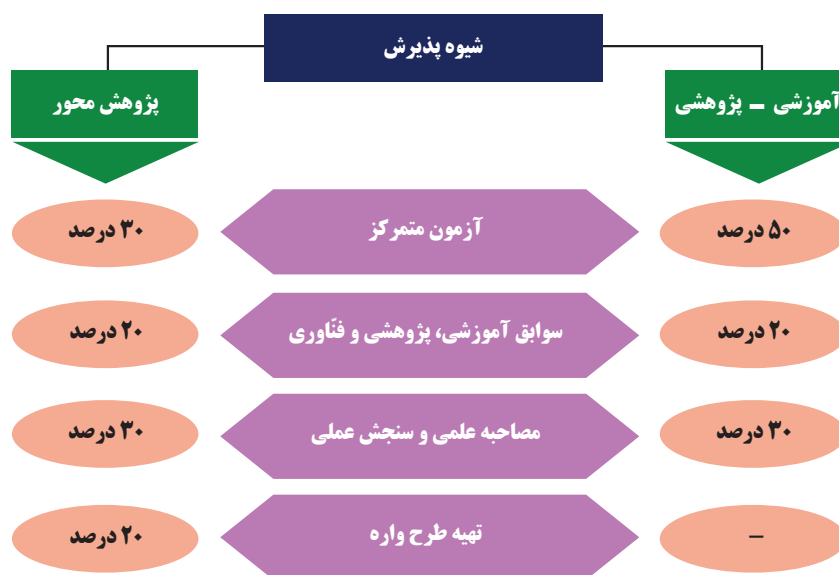 شیوه پذیرش
آموزشی – پژوهشی
پژوهش محور
۵۰ درصد
آزمون متمرکز
۳۰ درصد
۲۰ درصد
سوابق آموزشی، پژوهشی و فنّاوری
۲۰ درصد
۳۰ درصد
مصاحبه علمی و سنجش عملی
۳۰ درصد
–
تهیه طرح واره
۲۰ درصد